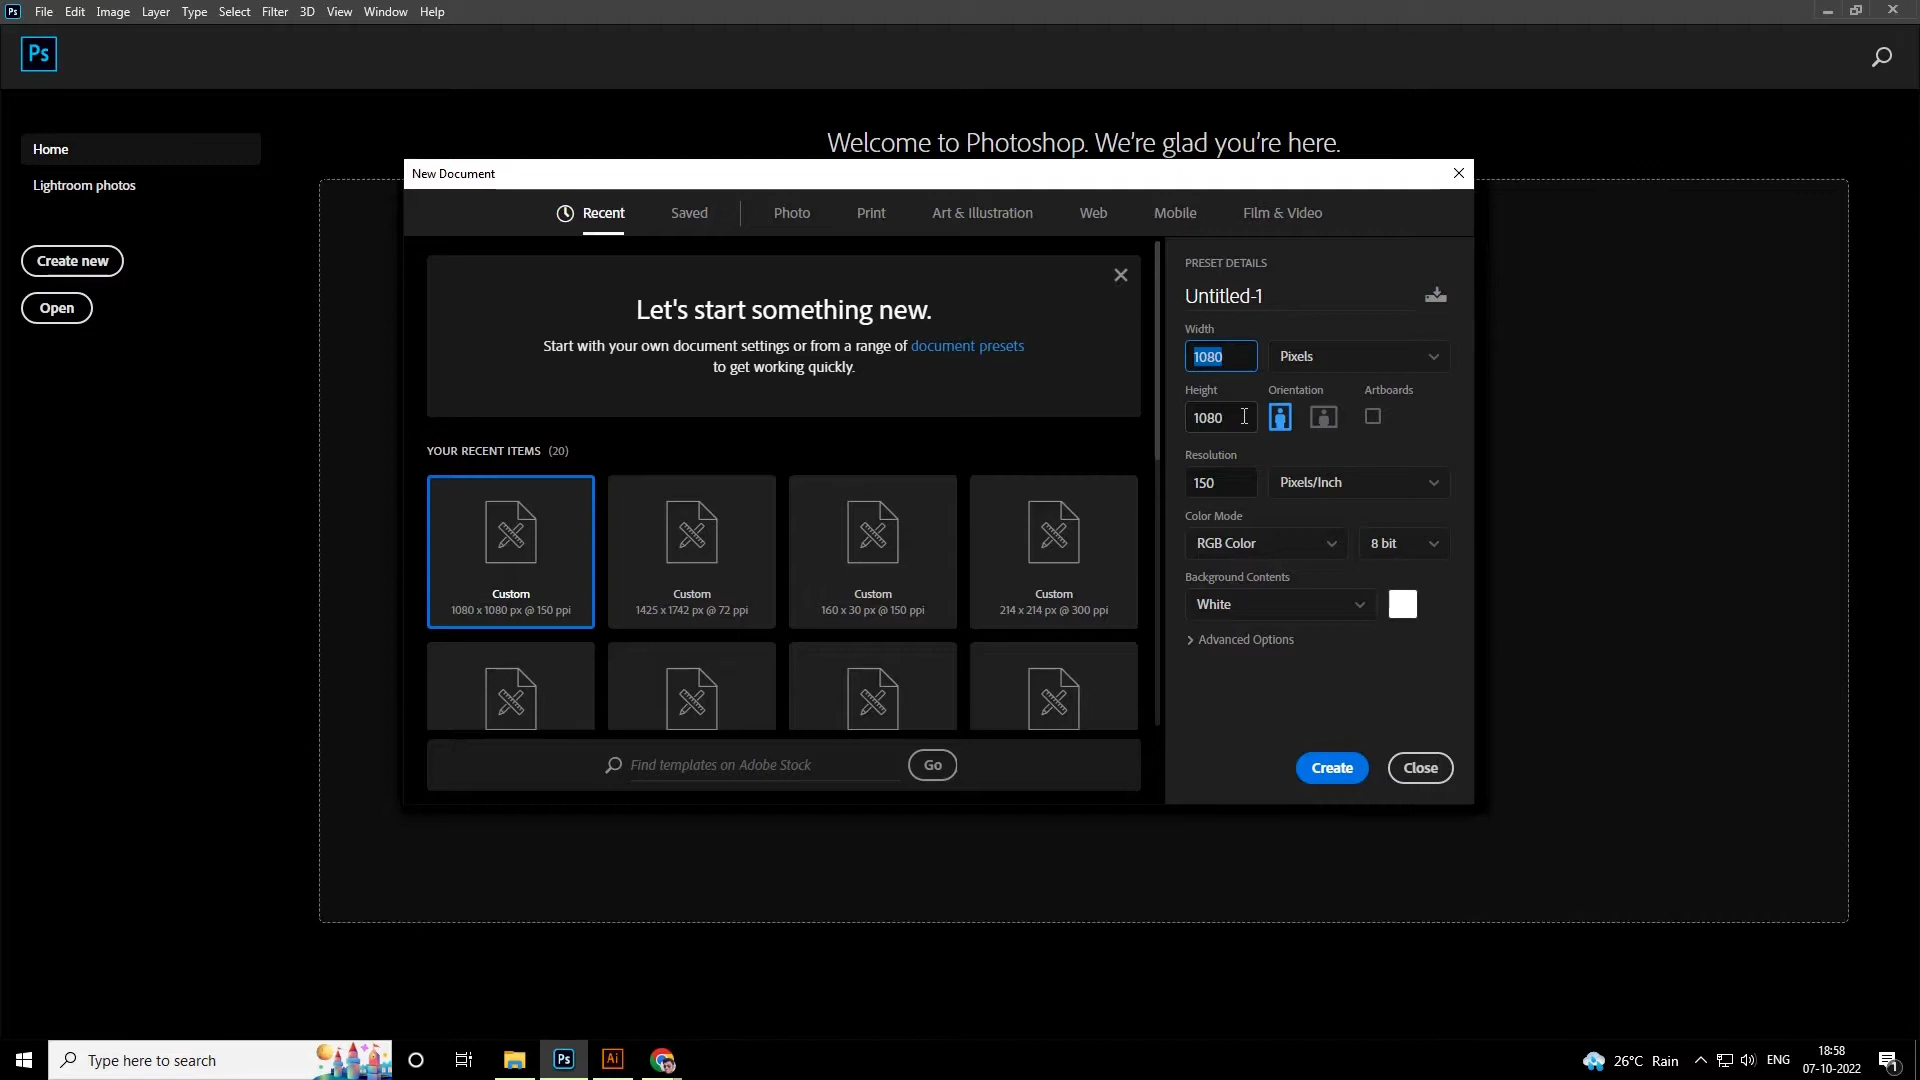 Ps File Edit Image Layer Type Select Filter 3D View Window Help
Ps
Welcome to Photoshop. We're glad you're here.
Home
Lightroom photos
Create new
Open
New Document
Recent Saved Photo Print Art & Illustration Web Mobile Film & Video
Let's start something new.
Start with your own document settings or from a range of document presets
to get working quickly.
YOUR RECENT ITEMS (20)
Custom
1080 x 1080 px @ 150 ppi
Custom
1425 x 1742 px @ 72 ppi
Custom
160 x 30 px @ 150 ppi
Custom
214 x 214 px @ 300 ppi
Find templates on Adobe Stock Go
PRESET DETAILS
Untitled-1
Width
1080 Pixels
Height Orientation Artboards
1080
Resolution
150 Pixels/Inch
Color Mode
RGB Color 8 bit
Background Contents
White
Advanced Options
Create Close
Type here to search
Ps Ai
26°C Rain ENG
18:58
07-10-2022
1